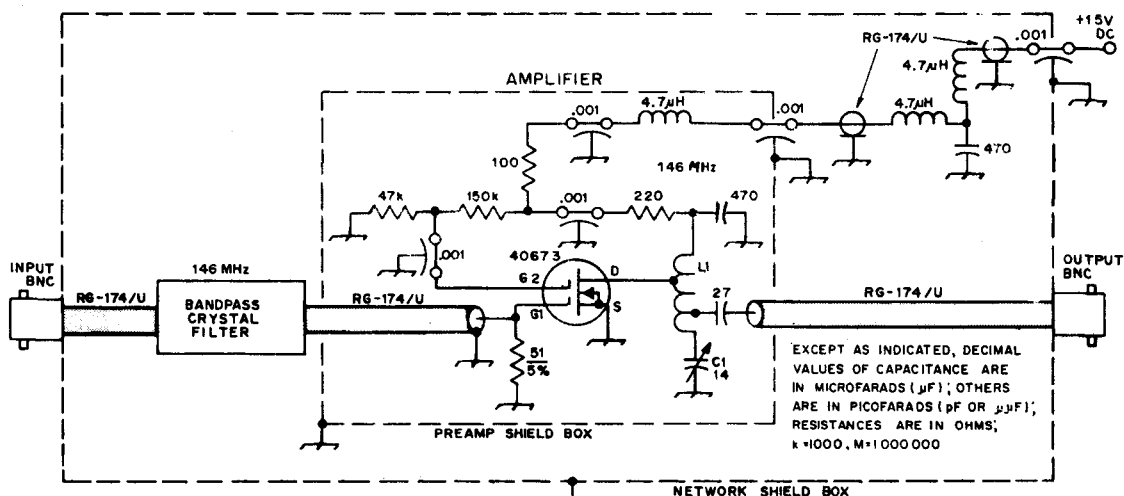 +15V
DC
RG-174/U
.001
4.7µH
AMPLIFIER
4.7µH
4.7µH
.001
.001
470
100
146 MHz
47k
150k
.001
220
470
.001
40673
INPUT
BNC
146 MHz
G2
D
L1
OUTPUT
BNC
RG-174/U
BANDPASS
CRYSTAL
FILTER
RG-174/U
G1
S
27
RG-174/U
51
5%
C1
14
EXCEPT AS INDICATED, DECIMAL
VALUES OF CAPACITANCE ARE
IN MICROFARADS (µF); OTHERS
ARE IN PICOFARADS (pF OR µµF);
RESISTANCES ARE IN OHMS;
k=1000, M=1000000
PREAMP SHIELD BOX
NETWORK SHIELD BOX